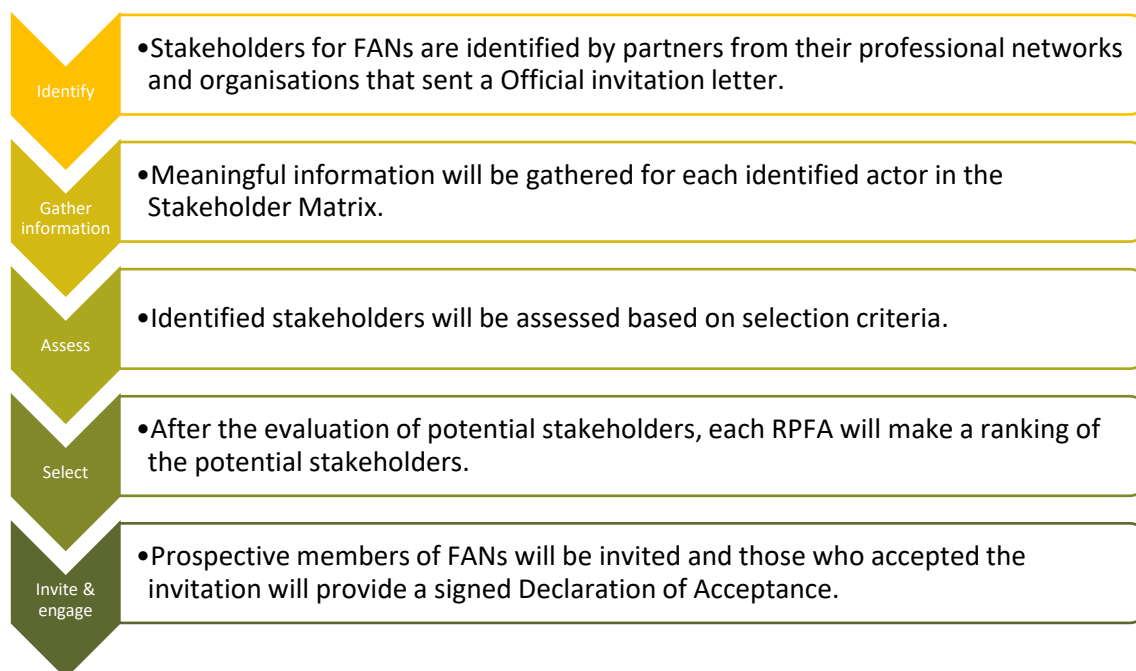 Identify
•Stakeholders for FANs are identified by partners from their professional networks
and organisations that sent a Official invitation letter.
Gather
information
•Meaningful information will be gathered for each identified actor in the
Stakeholder Matrix.
Assess
•Identified stakeholders will be assessed based on selection criteria.
Select
•After the evaluation of potential stakeholders, each RPFA will make a ranking of
the potential stakeholders.
Invite &
engage
•Prospective members of FANs will be invited and those who accepted the
invitation will provide a signed Declaration of Acceptance.